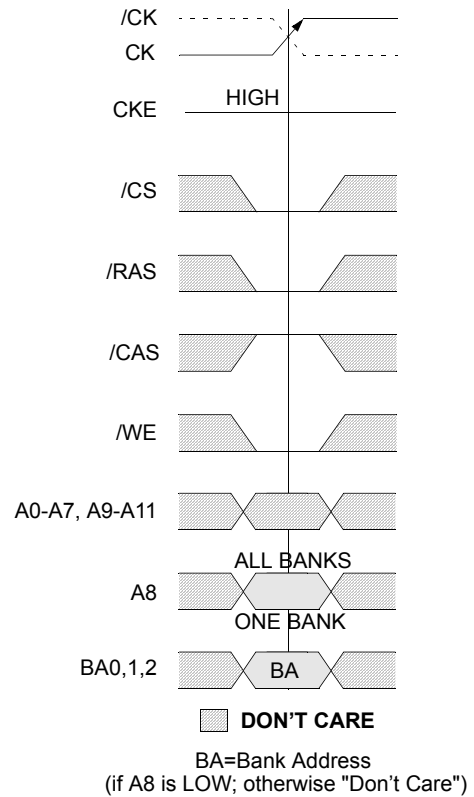 /CK
CK
CKE HIGH
/CS
/RAS
/CAS
/WE
A0-A7, A9-A11
ALL BANKS
A8
ONE BANK
BA0,1,2 BA
DON'T CARE
BA=Bank Address
(if A8 is LOW; otherwise "Don't Care")